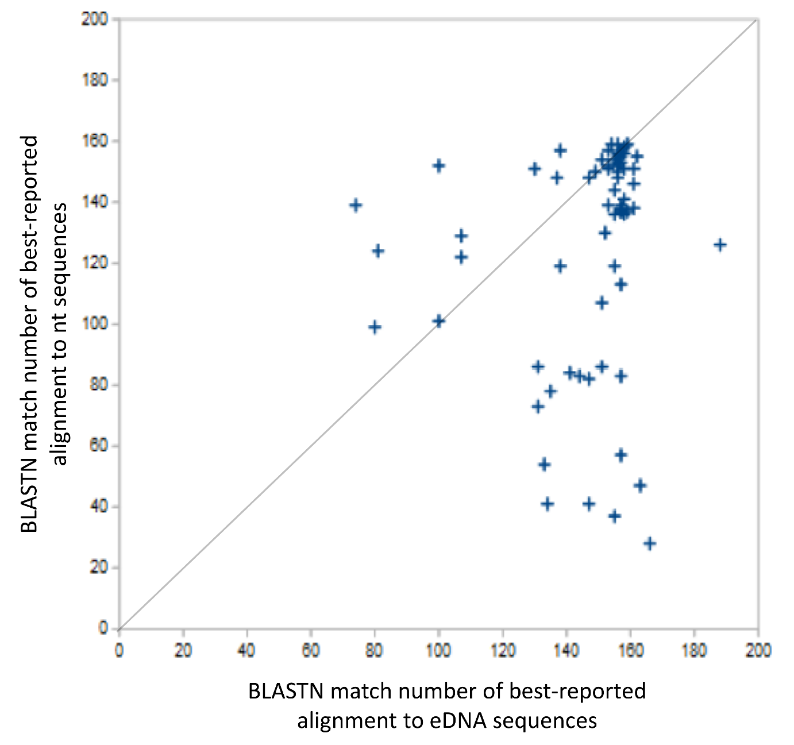 200
180
160
140
120
100
80
60
40
20
0
BLASTN match number of best-reported
alignment to nt sequences
0 20 40 60 80 100 120 140 160 180 200
BLASTN match number of best-reported
alignment to eDNA sequences